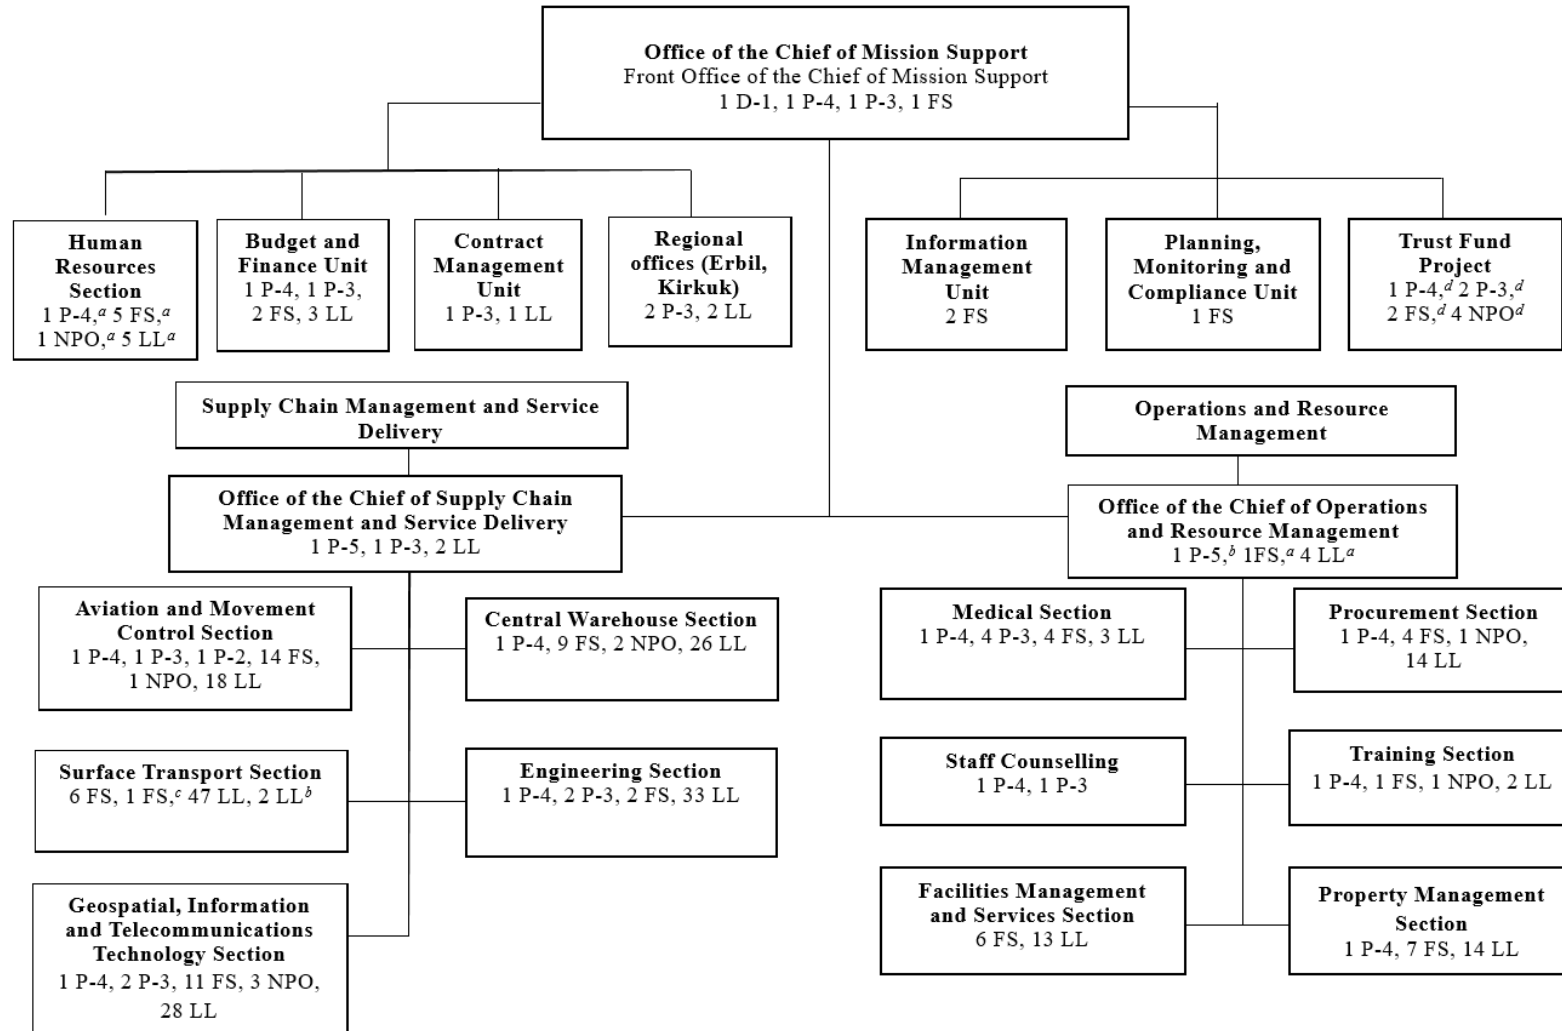 Office of the Chief of Mission Support
Front Office of the Chief of Mission Support
1 D-1, 1 P-4, 1 P-3, 1 FS
Human
Resources
Section
1 P-4,a 5 FS,a
1 NPO,a 5 LLa
Budget and
Finance Unit
1 P-4, 1 P-3,
2 FS, 3 LL
Contract
Management
Unit
1 P-3, 1 LL
Regional
offices (Erbil,
Kirkuk)
2 P-3, 2 LL
Information
Management
Unit
2 FS
Planning,
Monitoring and
Compliance Unit
1 FS
Trust Fund
Project
1 P-4,d 2 P-3,d
2 FS,d 4 NPOd
Supply Chain Management and Service
Delivery
Operations and Resource
Management
Office of the Chief of Supply Chain
Management and Service Delivery
1 P-5, 1 P-3, 2 LL
Office of the Chief of Operations
and Resource Management
1 P-5,b 1FS,a 4 LLa
Aviation and Movement
Control Section
1 P-4, 1 P-3, 1 P-2, 14 FS,
1 NPO, 18 LL
Central Warehouse Section
1 P-4, 9 FS, 2 NPO, 26 LL
Medical Section
1 P-4, 4 P-3, 4 FS, 3 LL
Procurement Section
1 P-4, 4 FS, 1 NPO,
14 LL
Surface Transport Section
6 FS, 1 FS,c 47 LL, 2 LLb
Engineering Section
1 P-4, 2 P-3, 2 FS, 33 LL
Staff Counselling
1 P-4, 1 P-3
Training Section
1 P-4, 1 FS, 1 NPO, 2 LL
Geospatial, Information
and Telecommunications
Technology Section
1 P-4, 2 P-3, 11 FS, 3 NPO,
28 LL
Facilities Management
and Services Section
6 FS, 13 LL
Property Management
Section
1 P-4, 7 FS, 14 LL